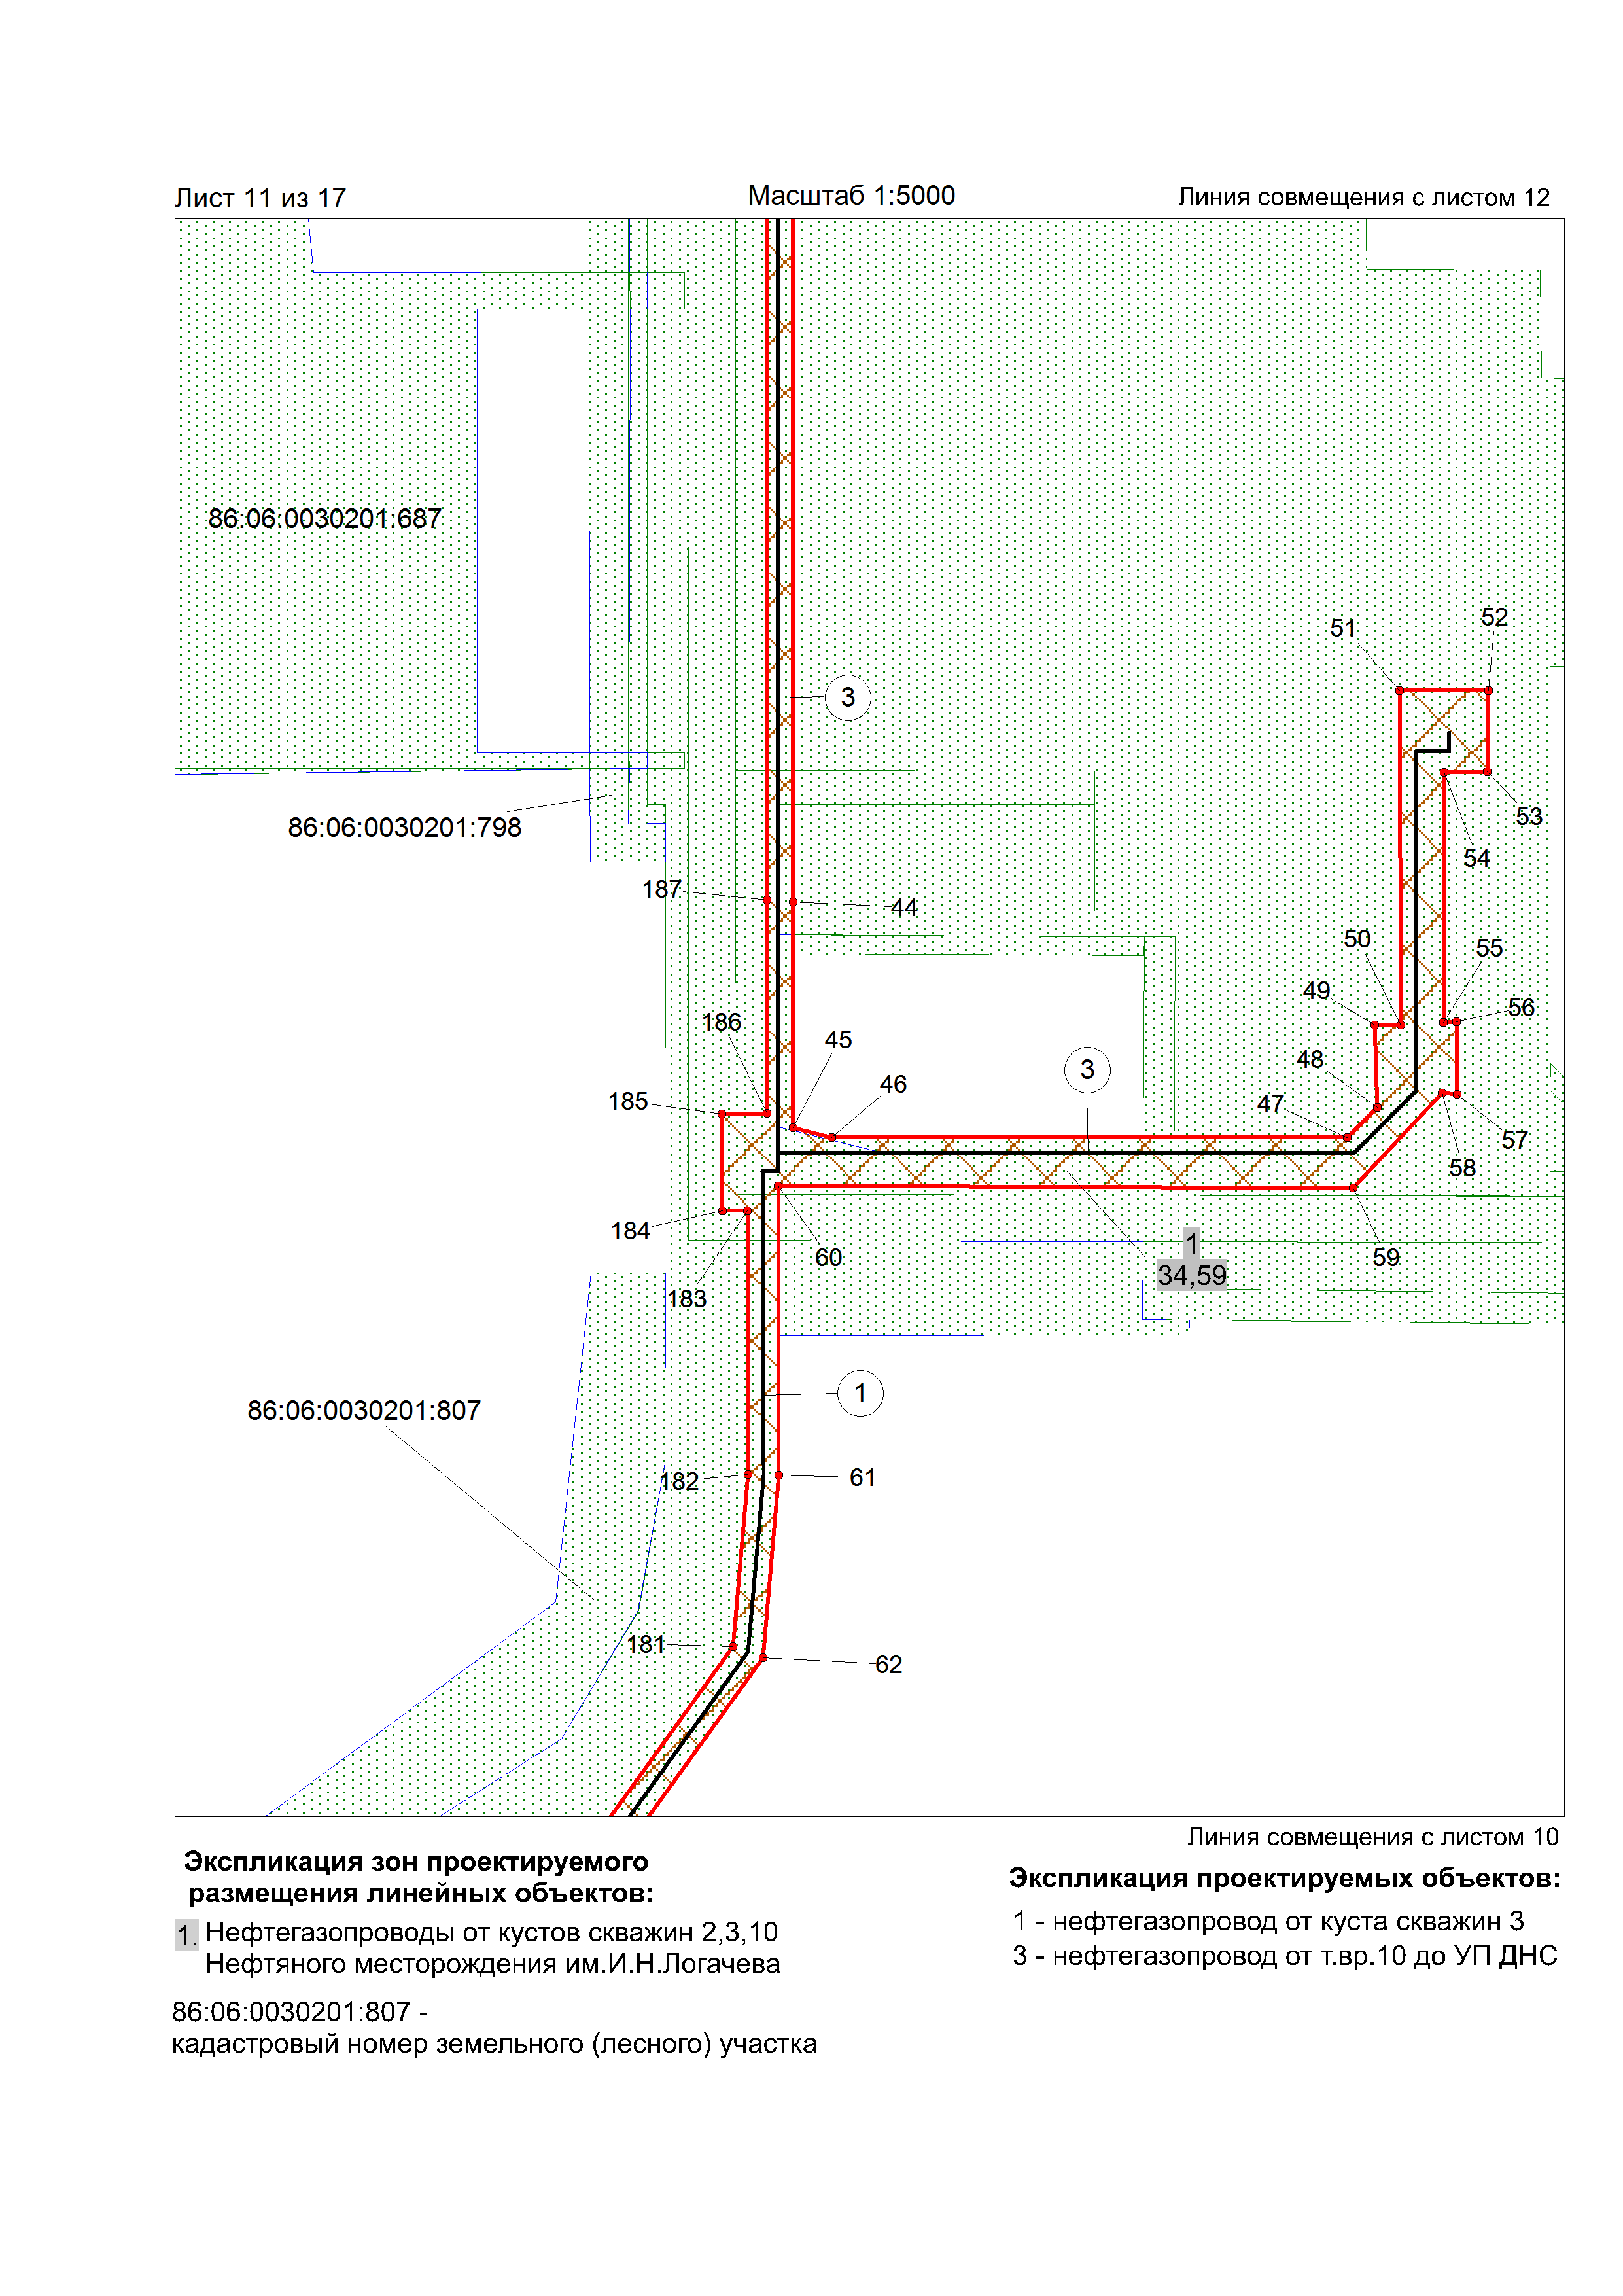 Лист 11 из 17
Масштаб 1:5000
Линия совмещения с листом 12
86:06:0030201:687
51
52
3
53
86:06:0030201:798
54
187
44
50
55
49
56
186
45
48
3
46
185
47
57
58
184
1
60
59
34,59
183
1
86:06:0030201:807
182
61
181
62
Линия совмещения с листом 10
Экспликация зон проектируемого
размещения линейных объектов:
1. Нефтегазопроводы от кустов скважин 2,3,10
Нефтяного месторождения им.И.Н.Логачева
86:06:0030201:807 -
кадастровый номер земельного (лесного) участка
Экспликация проектируемых объектов:
1 - нефтегазопровод от куста скважин 3
3 - нефтегазопровод от т.вр.10 до УП ДНС